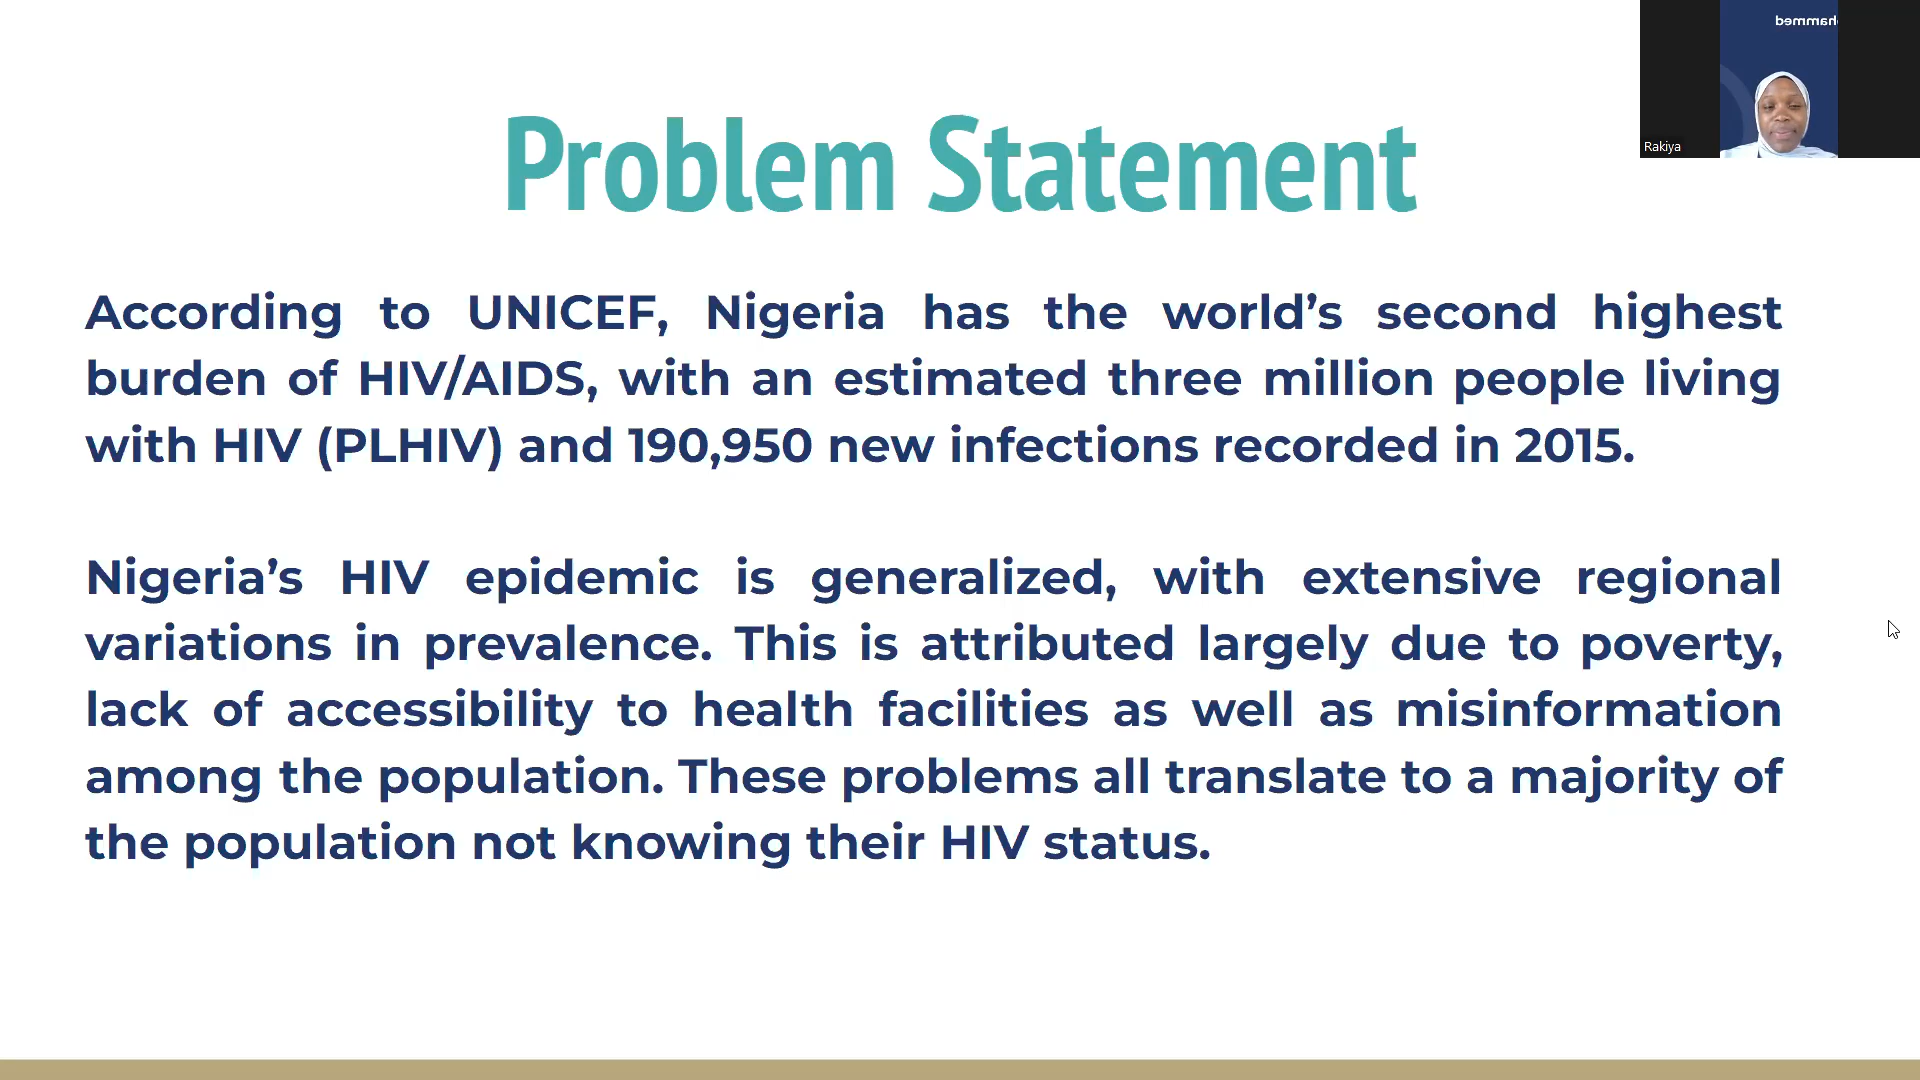 Problem Statement
According to UNICEF, Nigeria has the world's second highest
burden of HIV/AIDS, with an estimated three million people living
with HIV (PLHIV) and 190,950 new infections recorded in 2015.
Nigeria's HIV epidemic is generalized, with extensive regional
variations in prevalence. This is attributed largely due to poverty,
lack of accessibility to health facilities as well as misinformation
among the population. These problems all translate to a majority of
the population not knowing their HIV status.
Rakiya